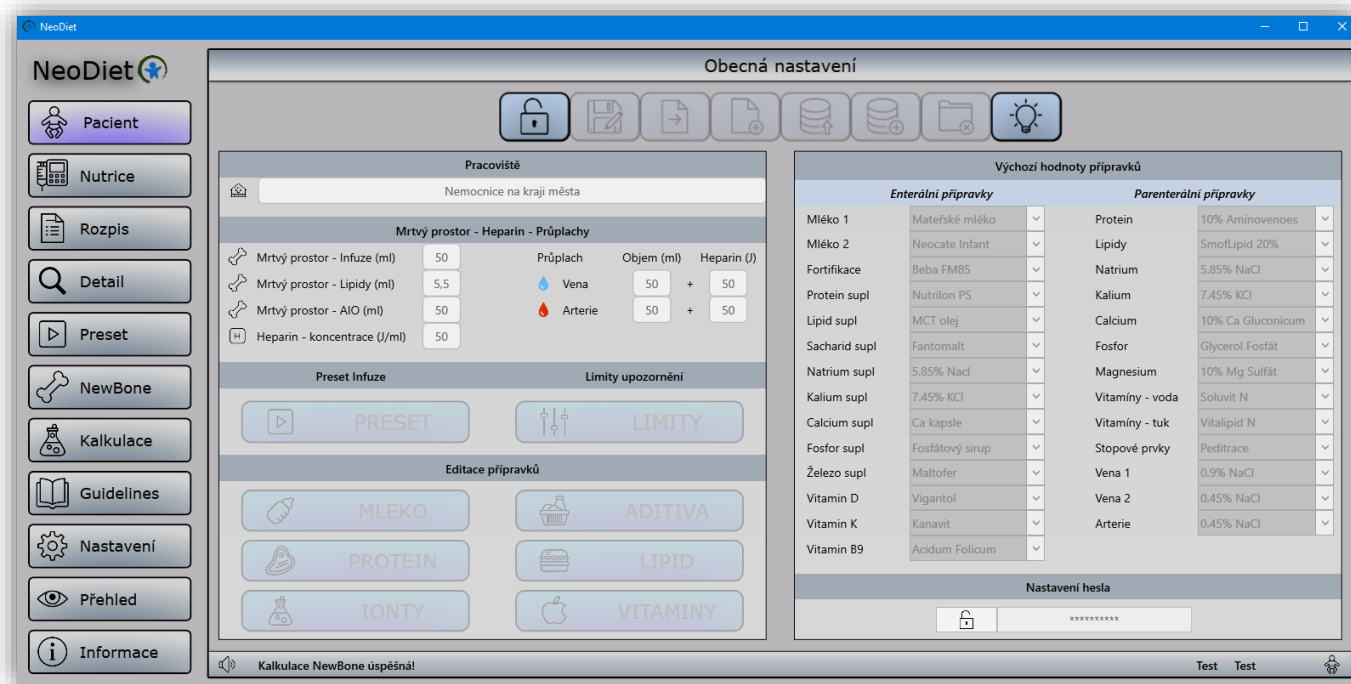 NeoDiet
NeoDiet
Obecná nastavení
Pacient
Nutrice
Rozpis
Detail
Preset
NewBone
Kalkulace
Guidelines
Nastavení
Přehled
Informace
Pracoviště
Nemocnice na kraji města
Mrtvý prostor - Heparin - Průplachy
Mrtvý prostor - Infuze (ml) 50 Průplach Objem (ml) Heparin (J)
Mrtvý prostor - Lipidy (ml) 5,5 Vena 50 + 50
Mrtvý prostor - AIO (ml) 50 Arterie 50 + 50
H Heparin - koncentrace (J/ml) 50
Preset Infuze Limity upozornění
PRESET LIMITY
Editace přípravků
MLEKO ADITIVA
PROTEIN LIPID
IONTY VITAMINY
Výchozí hodnoty přípravků
Enterální přípravky Parenterální přípravky
Mléko 1 Mateřské mléko Protein 10% Aminovenoes
Mléko 2 Neocate Infant Lipidy SmofLipid 20%
Fortifikace Beba FM85 Natrium 5.85% NaCl
Protein supl Nutrilon PS Kalium 7.45% KCl
Lipid supl MCT olej Calcium 10% Ca Gluconicum
Sacharid supl Fantomalt Fosfor Glycerol Fosfát
Natrium supl 5.85% Nacl Magnesium 10% Mg Sulfát
Kalium supl 7.45% KCl Vitamíny - voda Soluvit N
Calcium supl Ca kapsle Vitamíny - tuk Vitalipid N
Fosfor supl Fosfátový sirup Stopové prvky Peditrace
Železo supl Maltofer Vena 1 0.9% NaCl
Vitamin D Vigantol Vena 2 0.45% NaCl
Vitamin K Kanavit Arterie 0.45% NaCl
Vitamin B9 Acidum Folicum
Nastavení hesla
**********
Kalkulace NewBone úspěšná! Test Test